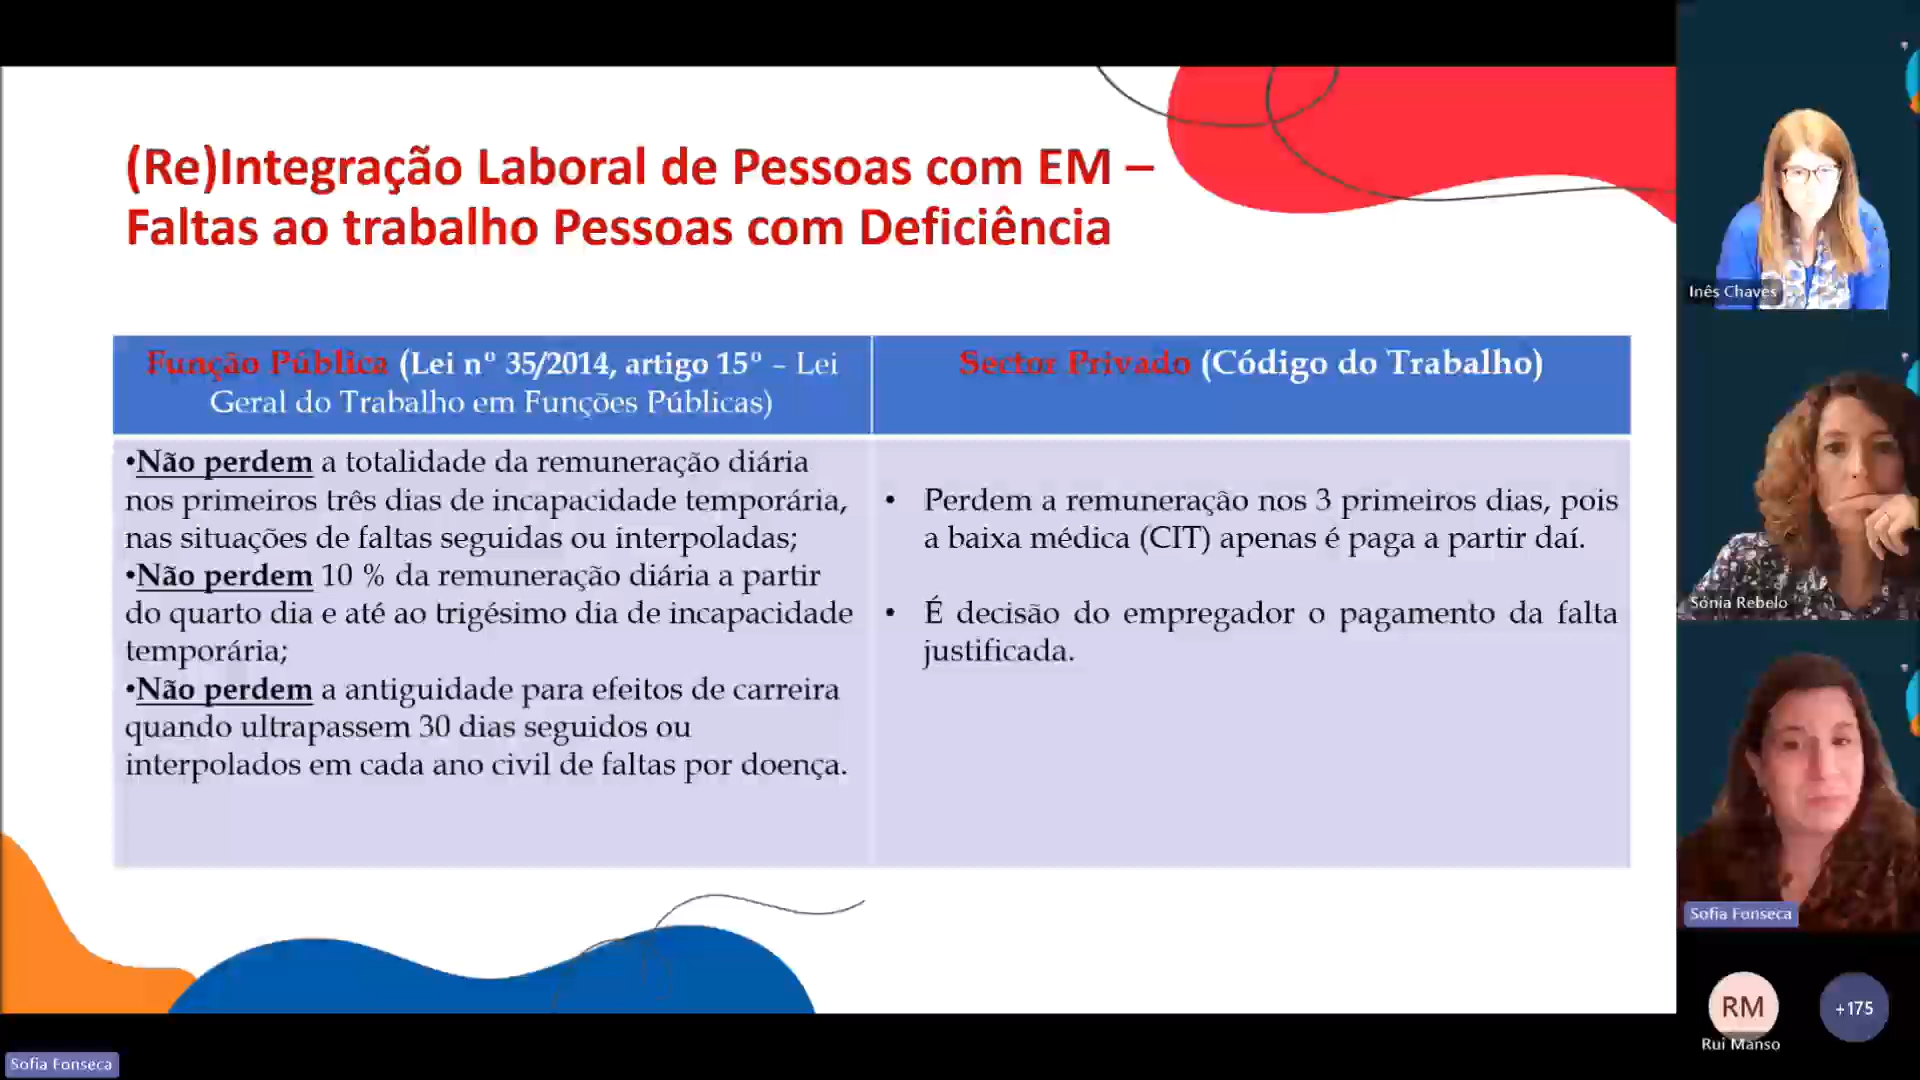 (Re)Integração Laboral de Pessoas com EM –
Faltas ao trabalho Pessoas com Deficiência
Função Pública (Lei nº 35/2014, artigo 15º – Lei
Geral do Trabalho em Funções Públicas)
•Não perdem a totalidade da remuneração diária
nos primeiros três dias de incapacidade temporária,
nas situações de faltas seguidas ou interpoladas;
•Não perdem 10 % da remuneração diária a partir
do quarto dia e até ao trigésimo dia de incapacidade
temporária;
•Não perdem a antiguidade para efeitos de carreira
quando ultrapassem 30 dias seguidos ou
interpolados em cada ano civil de faltas por doença.
Sector Privado (Código do Trabalho)
• Perdem a remuneração nos 3 primeiros dias, pois
a baixa médica (CIT) apenas é paga a partir daí.
• É decisão do empregador o pagamento da falta
justificada.
Inês Chaves
Sónia Rebelo
Sofia Fonseca
RM
Rui Manso
+175
Sofia Fonseca